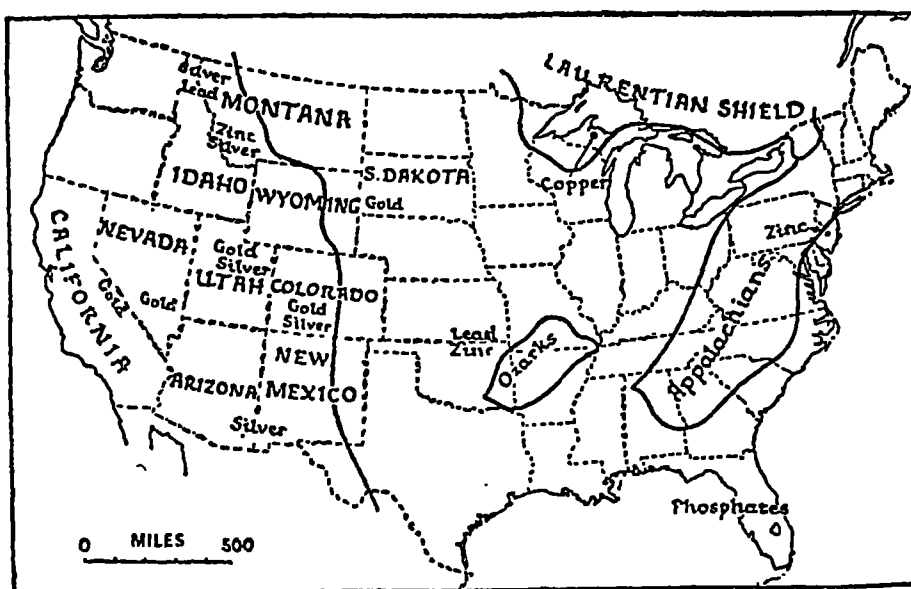 LAURENTIAN SHIELD
Silver
Lead
MONTANA
Zinc
Silver
IDAHO
WYOMING
S. DAKOTA
Gold
Copper
NEVADA
CALIFORNIA
Gold
Gold
Gold
Silver
UTAH
COLORADO
Gold
Silver
Zinc
Appalachians
Lead
Zinc
Ozarks
ARIZONA
NEW
MEXICO
Silver
Phosphates
0 MILES 500